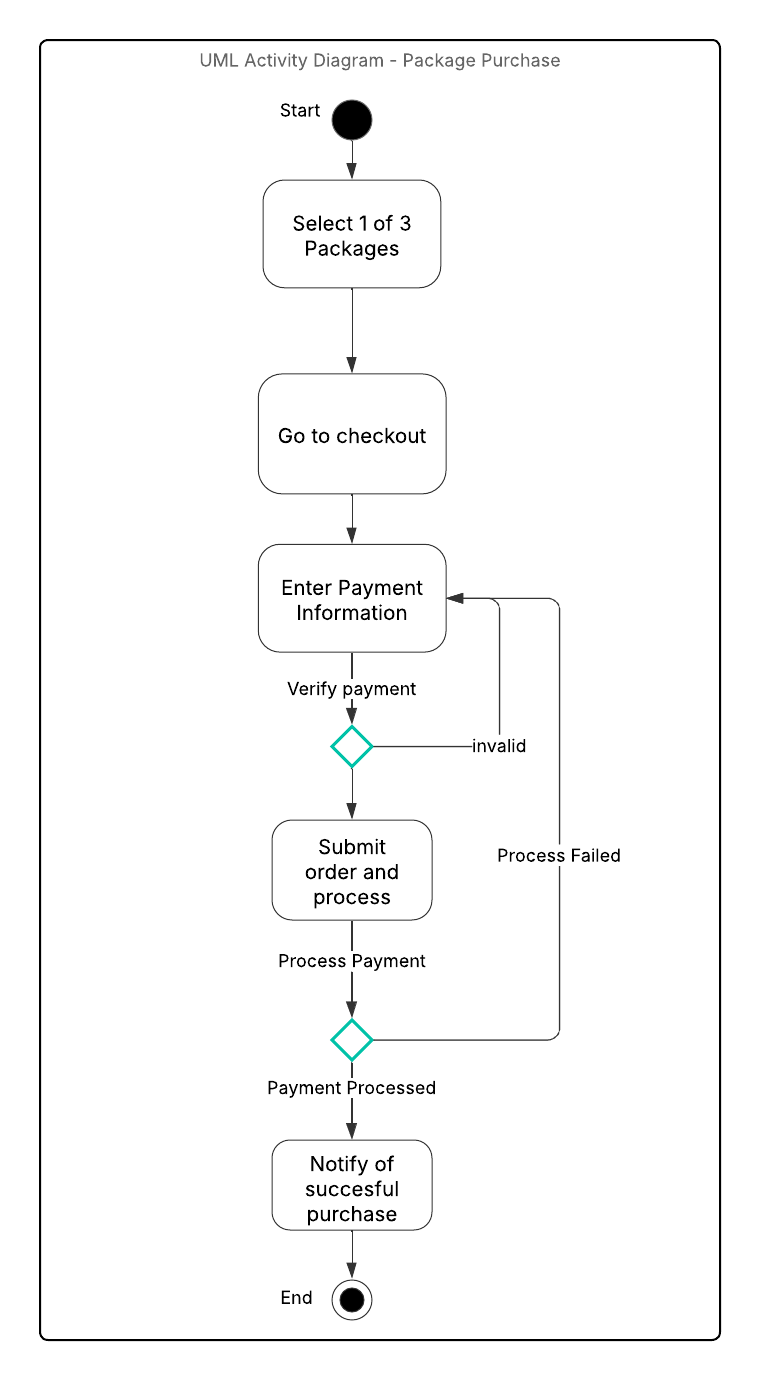 UML Activity Diagram - Package Purchase
Start
Select 1 of 3
Packages
Go to checkout
Enter Payment
Information
Verify payment
invalid
Submit
order and
process
Process Failed
Process Payment
Payment Processed
Notify of
succesful
purchase
End